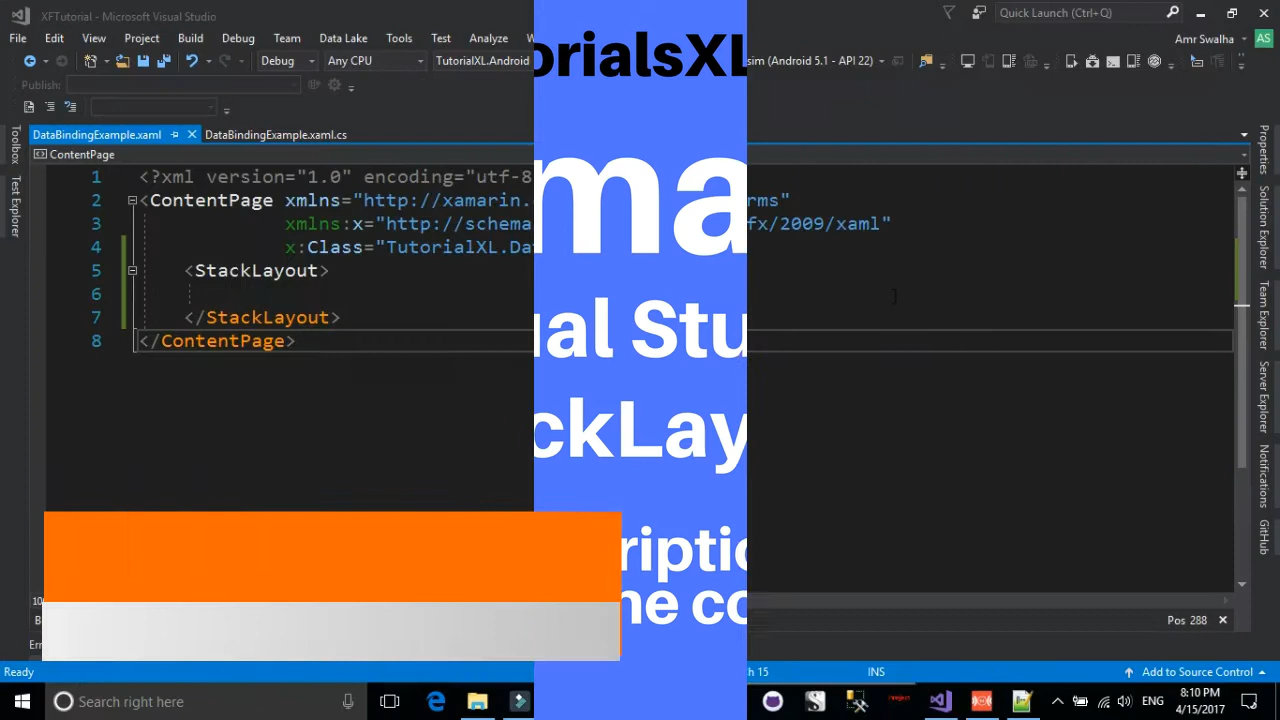 XFTutorial - Microsoft Visual Studio
Quick Launch (Ctrl+Q)
File Edit View Project Build Debug Team Data Lake Tools Test Analyze
Amr Swalha AS
Debug Any CPU TutorialXL.Android
sim (Android 5.1 - API 22)
Publish:
DataBindingExample.xaml DataBindingExample.xaml.cs
ContentPage
1 <?xml version="1.0" encoding="utf-8
2 <ContentPage xmlns="http://xamarin.
rms"
3 xmlns:x="http://schema
fx/2009/xaml"
4 x:Class="TutorialXL.Da
5 <StackLayout>
6
7 </StackLayout>
8 </ContentPage>
orialsXL
ma
ual Stu
ckLay
riptio
ne co
Toolbox
Test Explorer
Properties
Solution Explorer
Team Explorer
Server Explorer
Notifications
GitHub
10
Pos 288
Ready
h 15 INS
Add to Source Control
Search right here
ENG
8:10 PM
4/15/2017